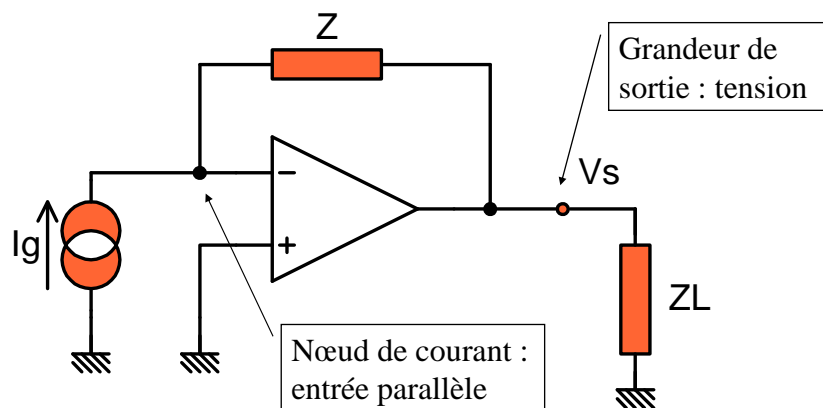 Z
Grandeur de
sortie : tension
Vs
−
+
Ig
ZL
Nœud de courant :
entrée parallèle